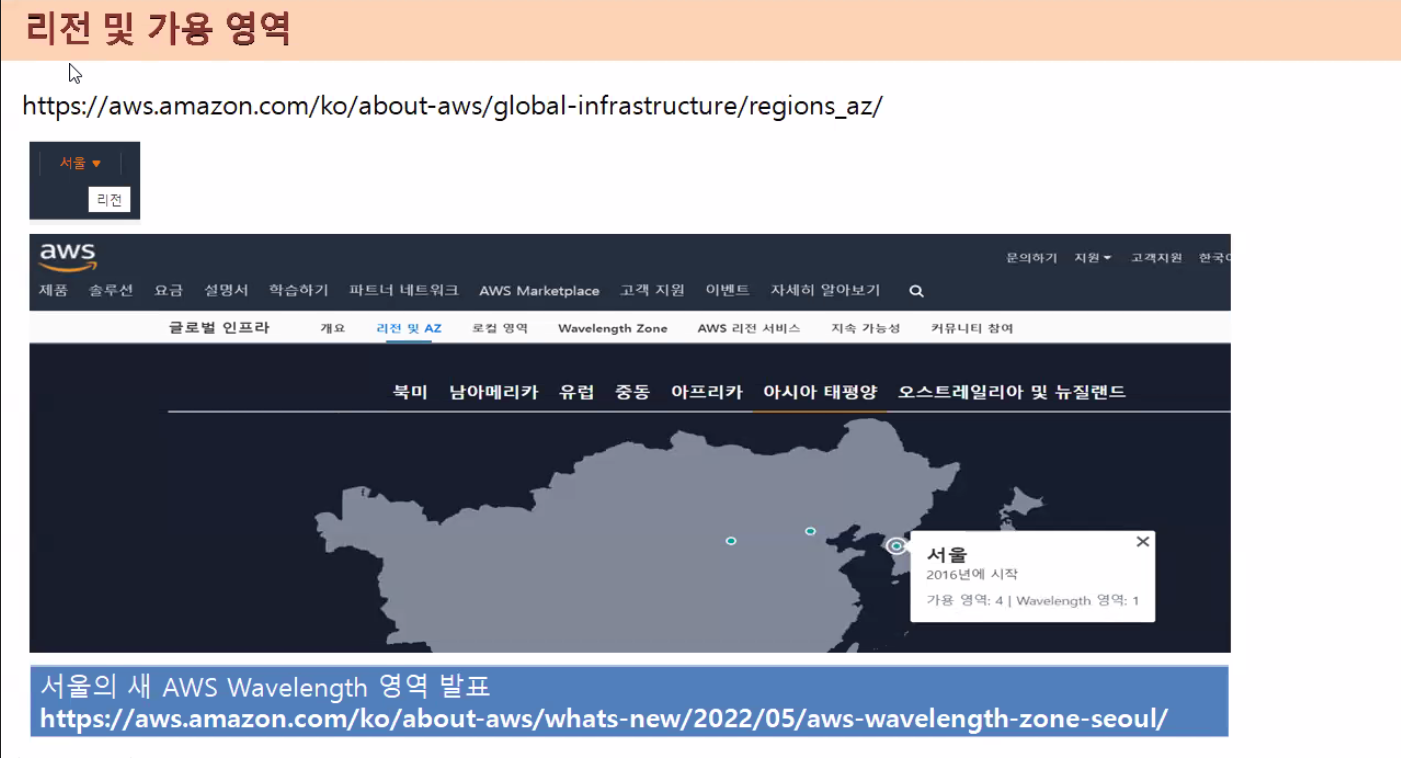 리전 및 가용 영역
https://aws.amazon.com/ko/about-aws/global-infrastructure/regions_az/
서울
리전
aws
문의하기 지원 고객지원
제품 솔루션 요금 설명서 학습하기 파트너 네트워크 AWS Marketplace 고객 지원 이벤트 자세히 알아보기
글로벌 인프라 개요 리전 및 AZ 로컬 영역 Wavelength Zone AWS 리전 서비스 지속 가능성 커뮤니티 참여
북미 남아메리카 유럽 중동 아프리카 아시아 태평양 오스트레일리아 및 뉴질랜드
서울
2016년에 시작
가용 영역: 4 | Wavelength 영역: 1
서울의 새 AWS Wavelength 영역 발표
https://aws.amazon.com/ko/about-aws/whats-new/2022/05/aws-wavelength-zone-seoul/